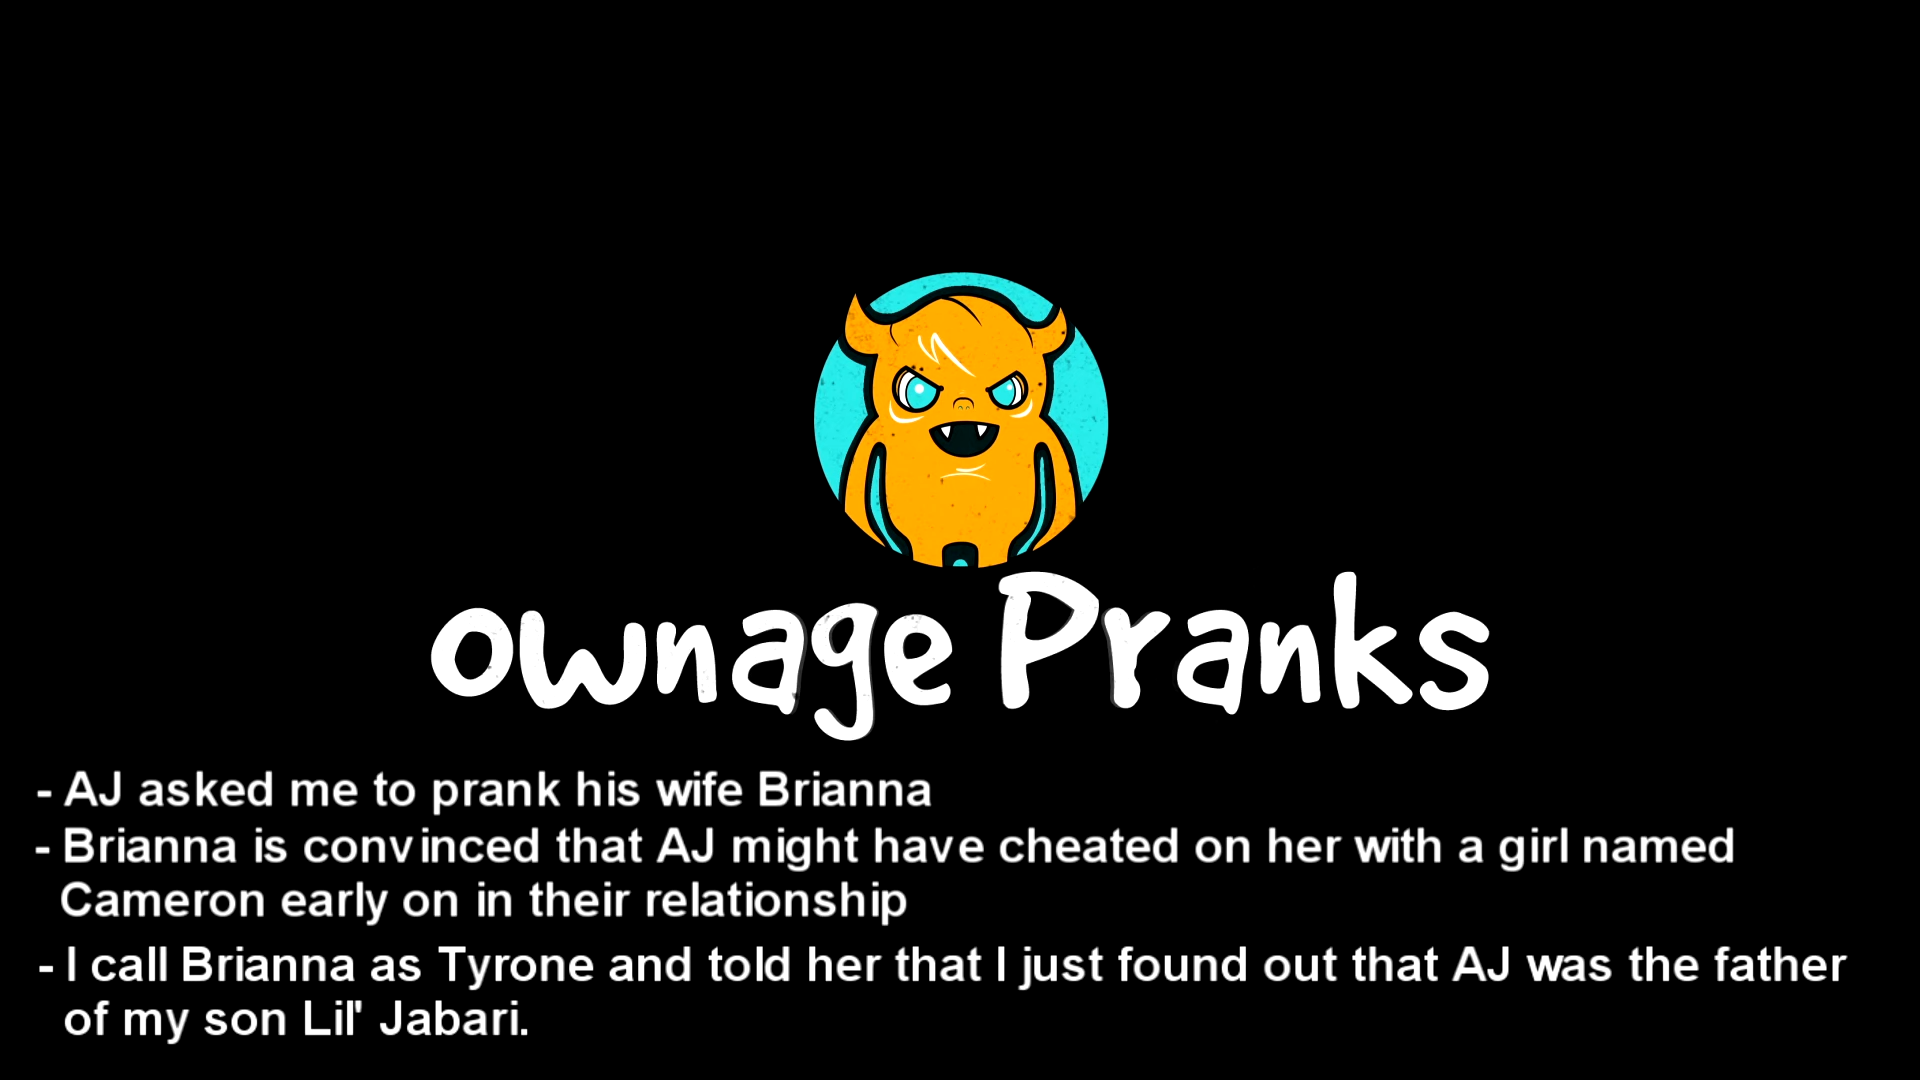 ownage Pranks
- AJ asked me to prank his wife Brianna
- Brianna is convinced that AJ might have cheated on her with a girl named
Cameron early on in their relationship
- I call Brianna as Tyrone and told her that I just found out that AJ was the father
of my son Lil' Jabari.